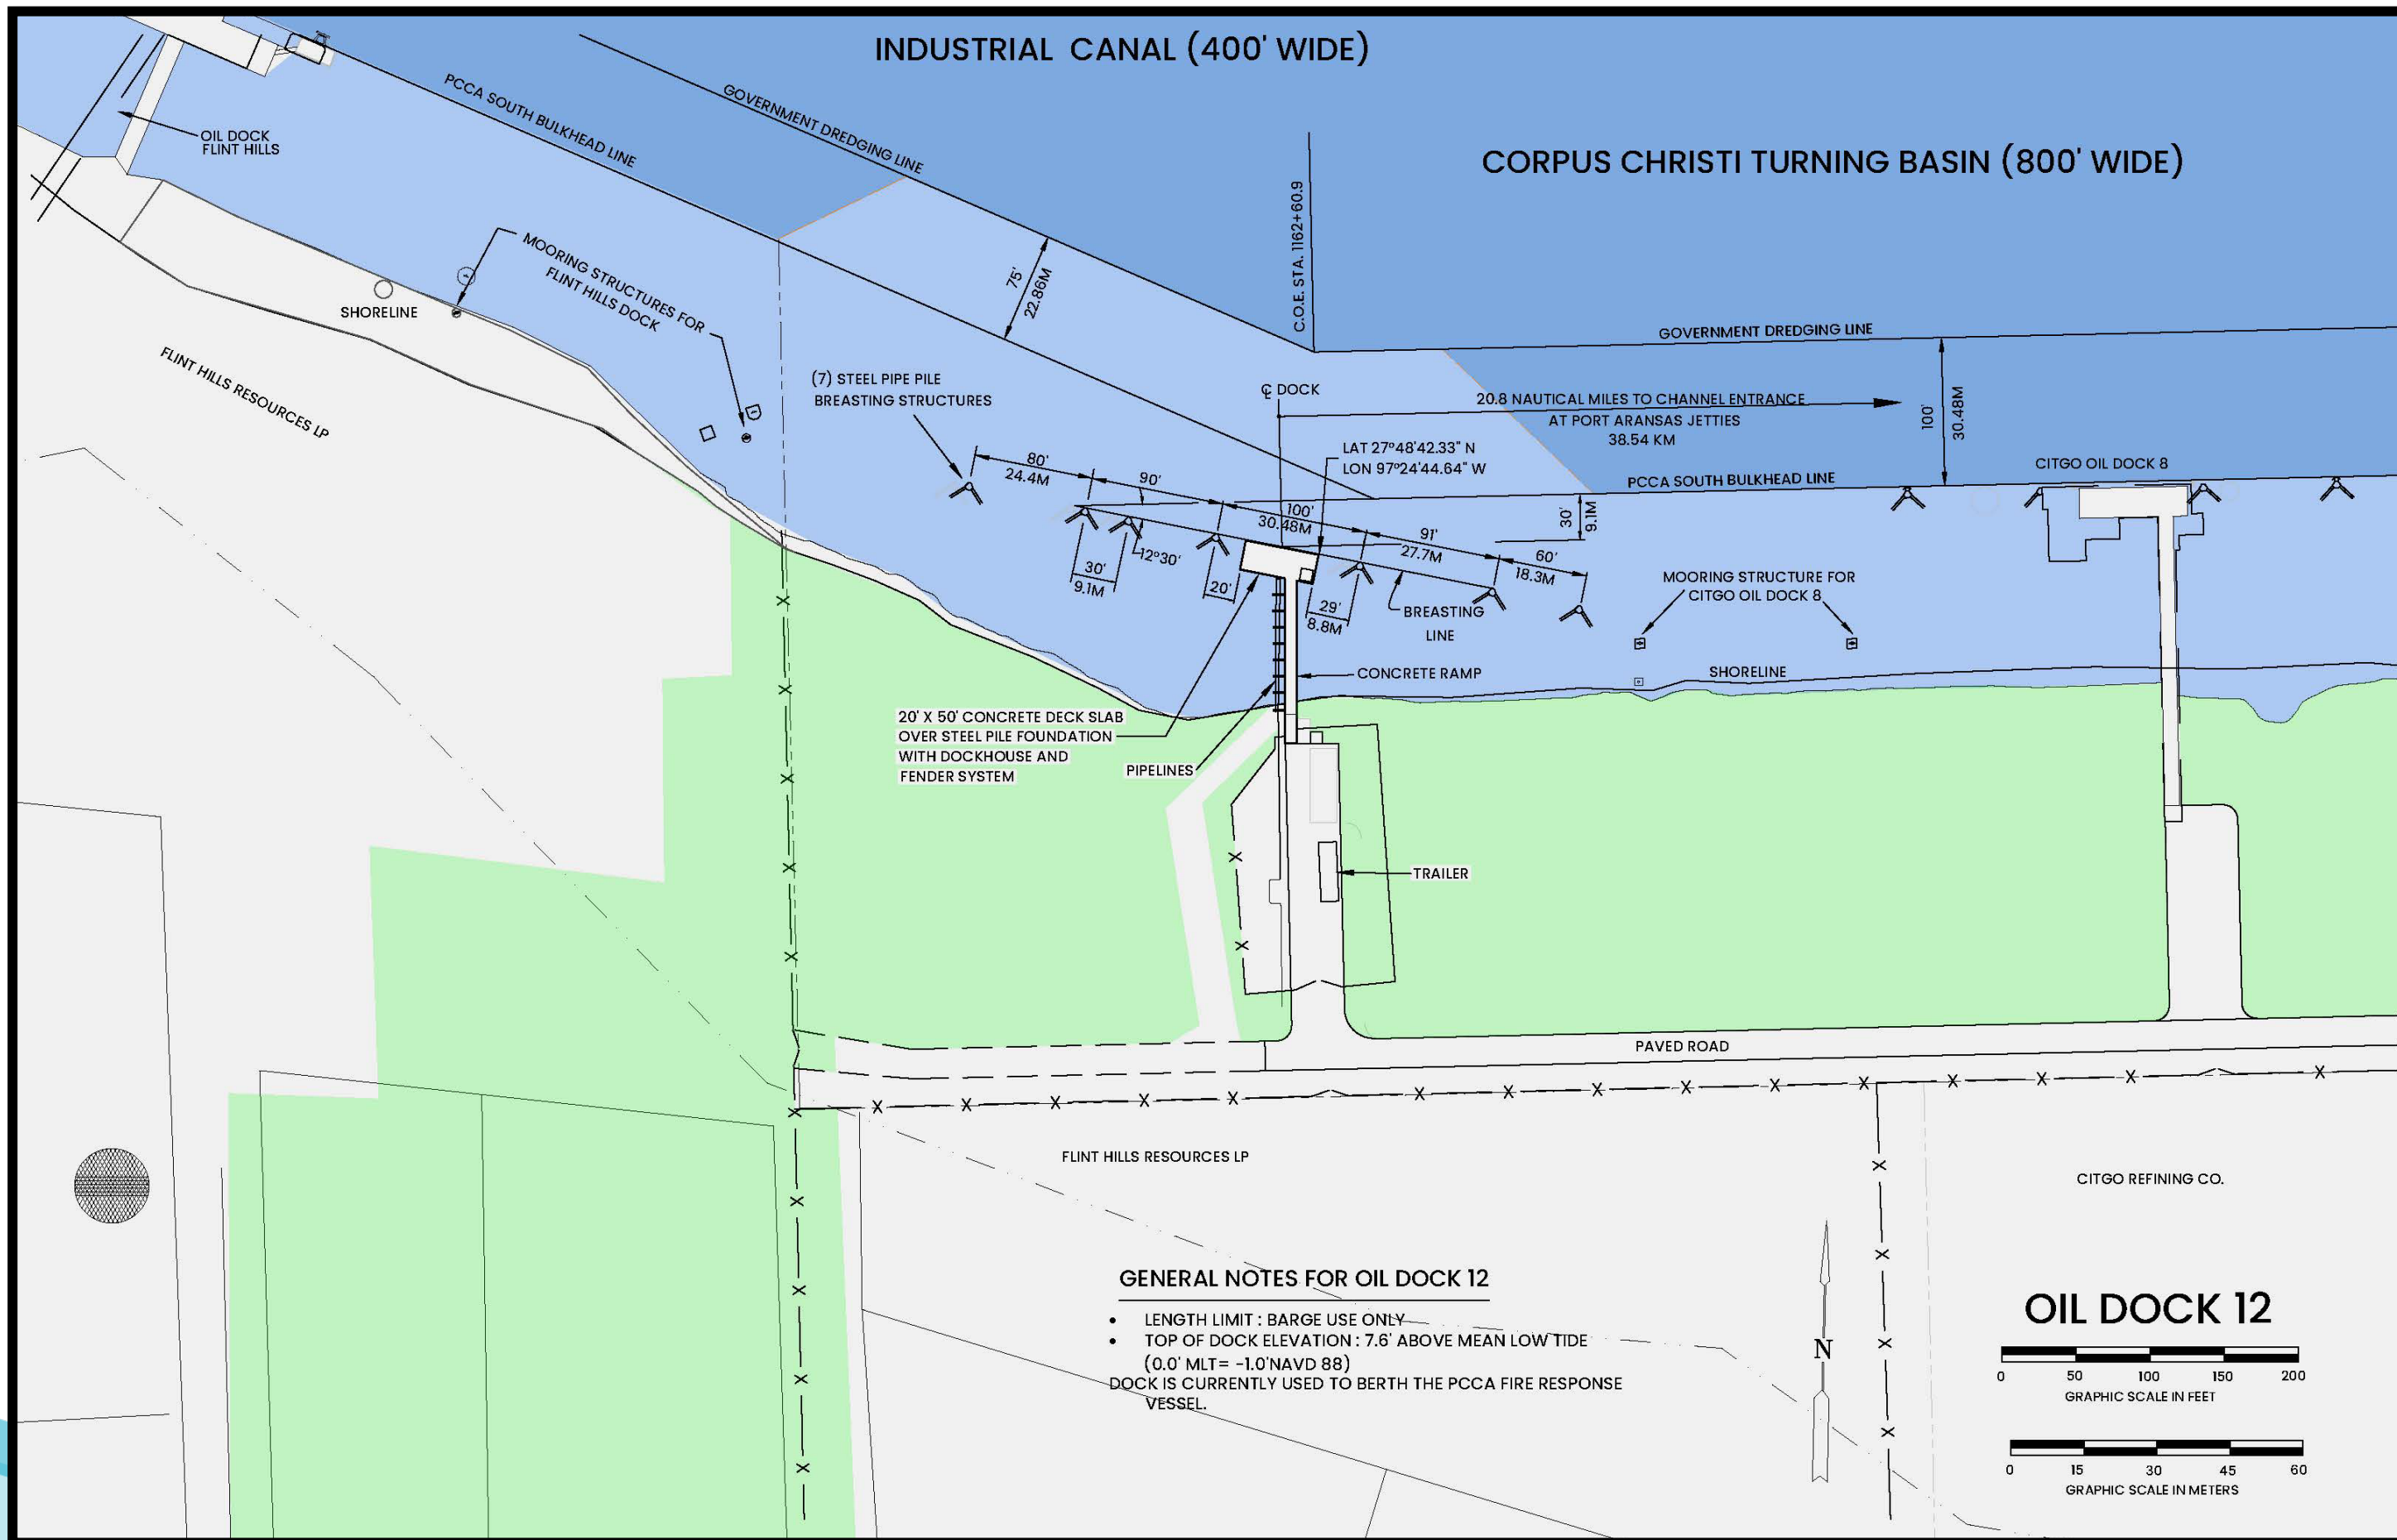 INDUSTRIAL CANAL (400' WIDE)
CORPUS CHRISTI TURNING BASIN (800' WIDE)
PCCA SOUTH BULKHEAD LINE
GOVERNMENT DREDGING LINE
OIL DOCK
FLINT HILLS
MOORING STRUCTURES FOR
FLINT HILLS DOCK
SHORELINE
FLINT HILLS RESOURCES LP
75'
22.86M
C.O.E. STA. 1162+60.9
GOVERNMENT DREDGING LINE
(7) STEEL PIPE PILE
BREASTING STRUCTURES
℄ DOCK
20.8 NAUTICAL MILES TO CHANNEL ENTRANCE
AT PORT ARANSAS JETTIES
38.54 KM
100'
30.48M
LAT 27°48'42.33" N
LON 97°24'44.64" W
CITGO OIL DOCK 8
PCCA SOUTH BULKHEAD LINE
80'
24.4M
90'
100'
30.48M
91'
27.7M
60'
18.3M
30'
9.1M
12°30'
30'
9.1M
20'
29'
8.8M
BREASTING
LINE
MOORING STRUCTURE FOR
CITGO OIL DOCK 8
SHORELINE
CONCRETE RAMP
20' X 50' CONCRETE DECK SLAB
OVER STEEL PILE FOUNDATION
WITH DOCKHOUSE AND
FENDER SYSTEM
PIPELINES
TRAILER
PAVED ROAD
FLINT HILLS RESOURCES LP
CITGO REFINING CO.
GENERAL NOTES FOR OIL DOCK 12
• LENGTH LIMIT : BARGE USE ONLY
• TOP OF DOCK ELEVATION : 7.6' ABOVE MEAN LOW TIDE
(0.0' MLT= -1.0'NAVD 88)
DOCK IS CURRENTLY USED TO BERTH THE PCCA FIRE RESPONSE
VESSEL.
N
OIL DOCK 12
0 50 100 150 200
GRAPHIC SCALE IN FEET
0 15 30 45 60
GRAPHIC SCALE IN METERS